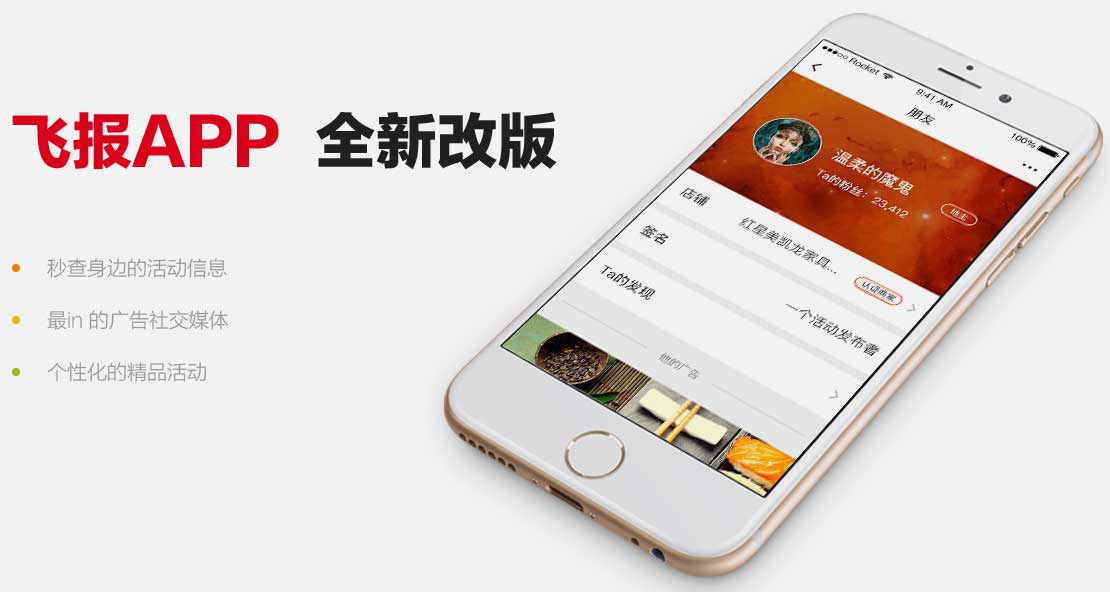 飞报APP 全新改版
秒查身边的活动信息
最in 的广告社交媒体
个性化的精品活动
Rocket
9:41 AM
100%
朋友
温柔的魔鬼
Ta的粉丝：23,412
地主
店铺
红星美凯龙家具...
认证商家
签名
一个活动发布者
Ta的发现
他的广告